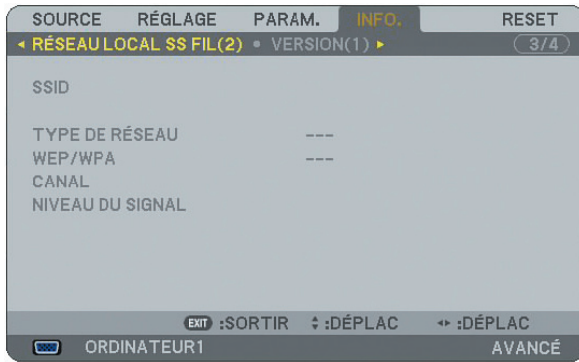 SOURCE RÉGLAGE PARAM. INFO. RESET
◂ RÉSEAU LOCAL SS FIL(2) • VERSION(1) ▸ 3/4
SSID
TYPE DE RÉSEAU ---
WEP/WPA ---
CANAL
NIVEAU DU SIGNAL
EXIT :SORTIR ♦ :DÉPLAC ◂▸ :DÉPLAC
ORDINATEUR1 AVANCÉ